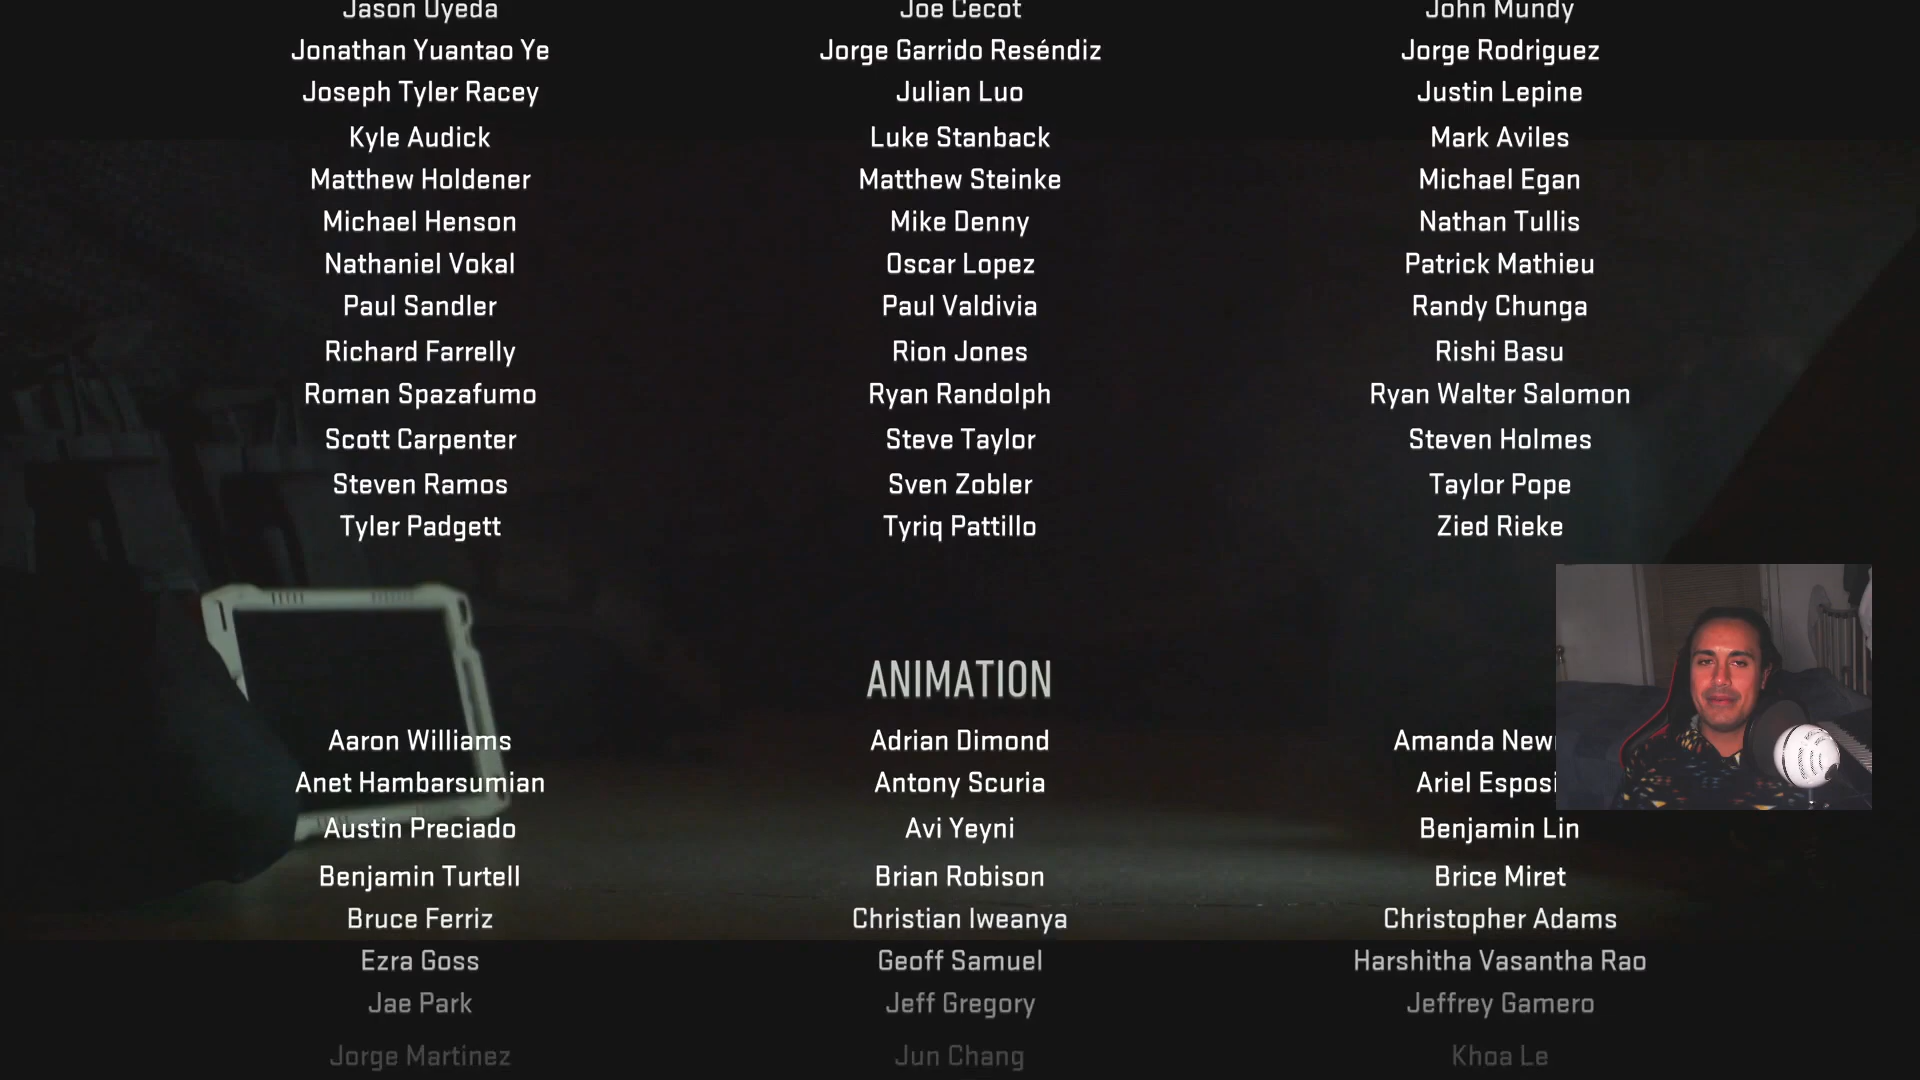 Jason Uyeda Joe Cecot John Mundy
Jonathan Yuantao Ye Jorge Garrido Reséndiz Jorge Rodriguez
Joseph Tyler Racey Julian Luo Justin Lepine
Kyle Audick Luke Stanback Mark Aviles
Matthew Holdener Matthew Steinke Michael Egan
Michael Henson Mike Denny Nathan Tullis
Nathaniel Vokal Oscar Lopez Patrick Mathieu
Paul Sandler Paul Valdivia Randy Chunga
Richard Farrelly Rion Jones Rishi Basu
Roman Spazafumo Ryan Randolph Ryan Walter Salomon
Scott Carpenter Steve Taylor Steven Holmes
Steven Ramos Sven Zobler Taylor Pope
Tyler Padgett Tyriq Pattillo Zied Rieke
ANIMATION
Aaron Williams Adrian Dimond Amanda
Anet Hambarsumian Antony Scuria Ariel
Austin Preciado Avi Yeyni Benjamin Lin
Benjamin Turtell Brian Robison Brice Miret
Bruce Ferriz Christian Iweanya Christopher Adams
Ezra Goss Geoff Samuel Harshitha Vasantha Rao
Jae Park Jeff Gregory Jeffrey Gamero
Jorge Martinez Jun Chang Khoa Le